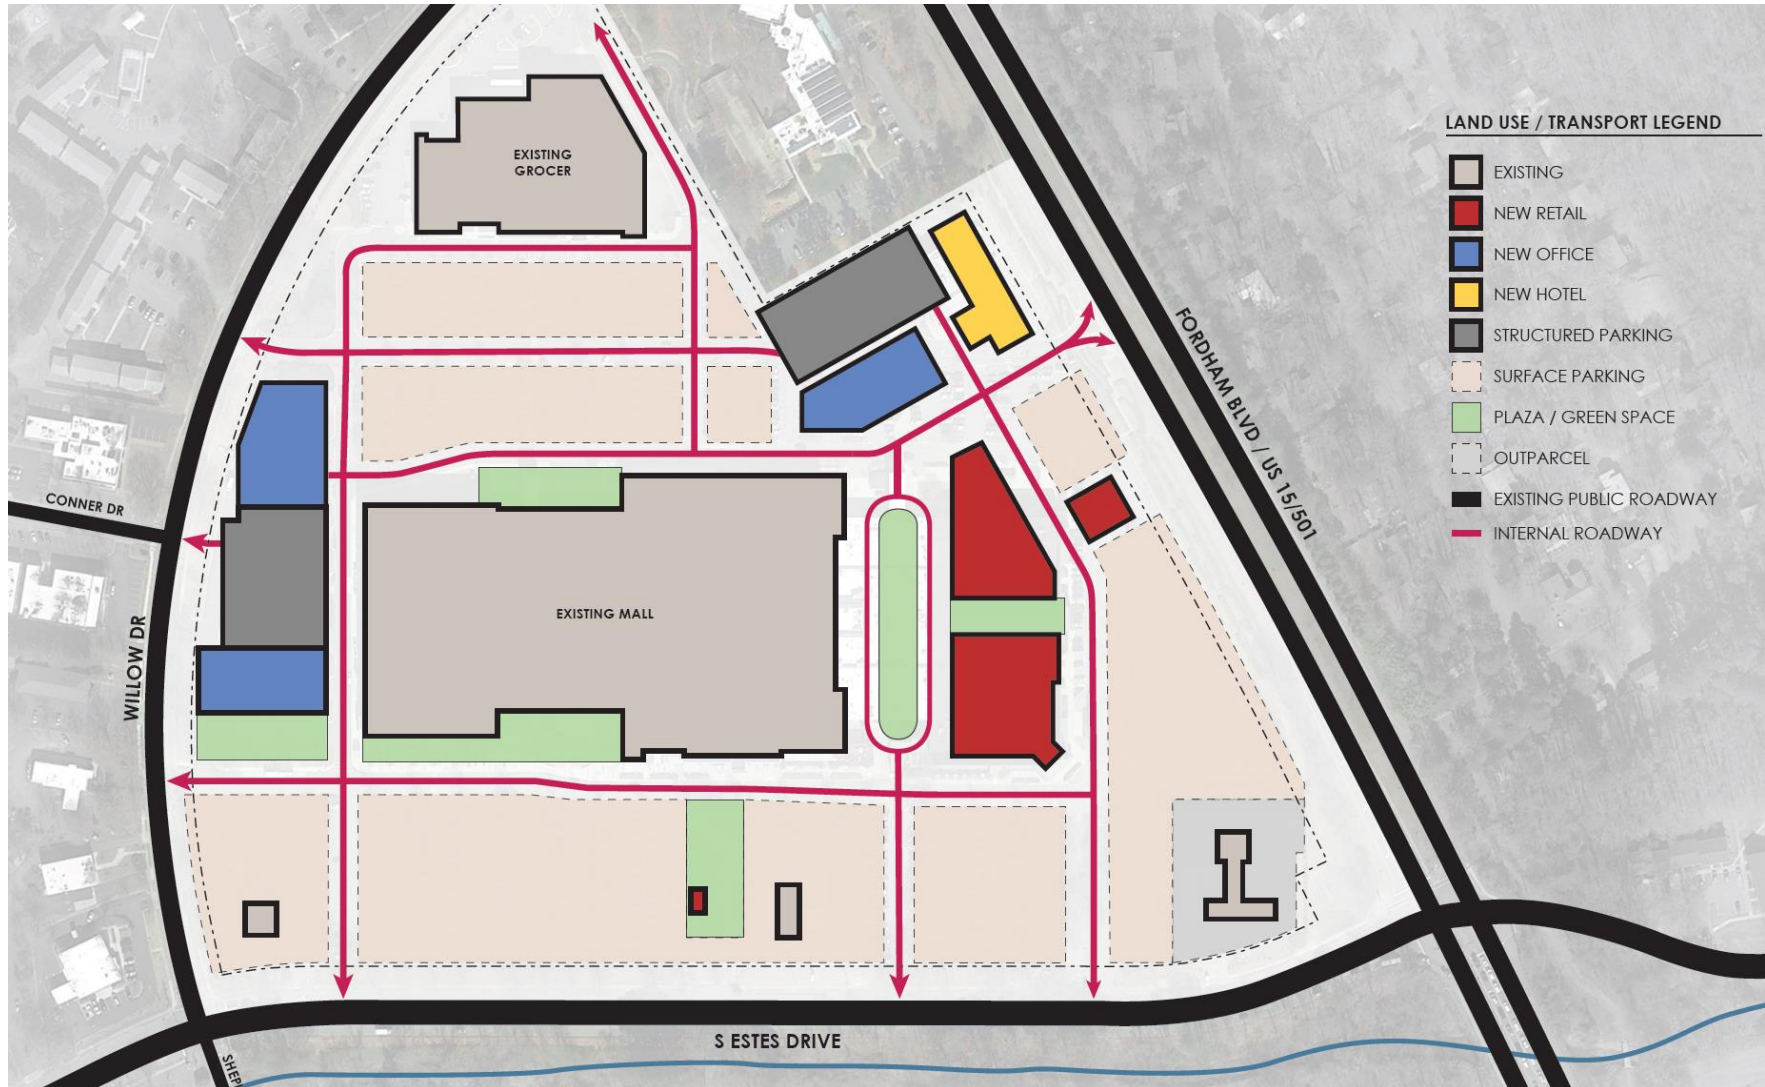 LAND USE / TRANSPORT LEGEND
EXISTING
NEW RETAIL
NEW OFFICE
NEW HOTEL
STRUCTURED PARKING
SURFACE PARKING
PLAZA / GREEN SPACE
OUTPARCEL
EXISTING PUBLIC ROADWAY
INTERNAL ROADWAY
EXISTING
GROCER
FORDHAM BLVD / US 15/501
CONNER DR
EXISTING MALL
WILLOW DR
S ESTES DRIVE